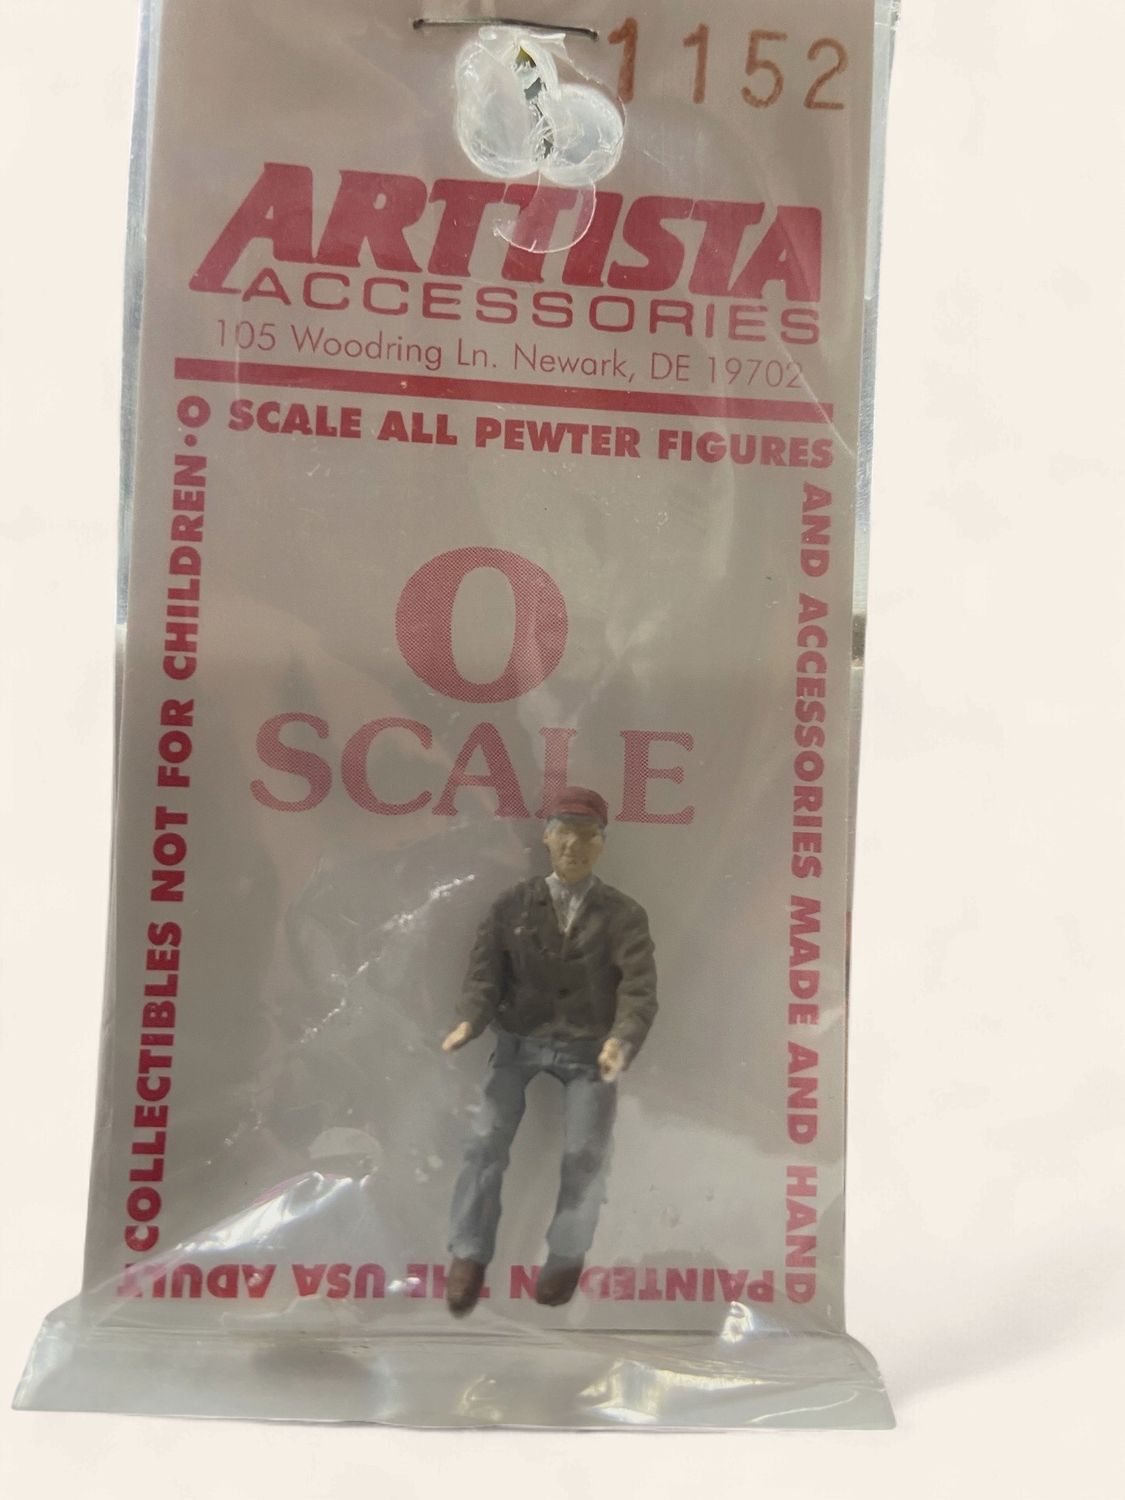 1152
ARTTISTA
ACCESSORIES
105 Woodring Ln. Newark, DE 19702
O SCALE ALL PEWTER FIGURES
AND ACCESSORIES MADE AND HAND
PAINTED IN THE USA ADULT
COLLECTIBLES NOT FOR CHILDREN •
O
SCALE